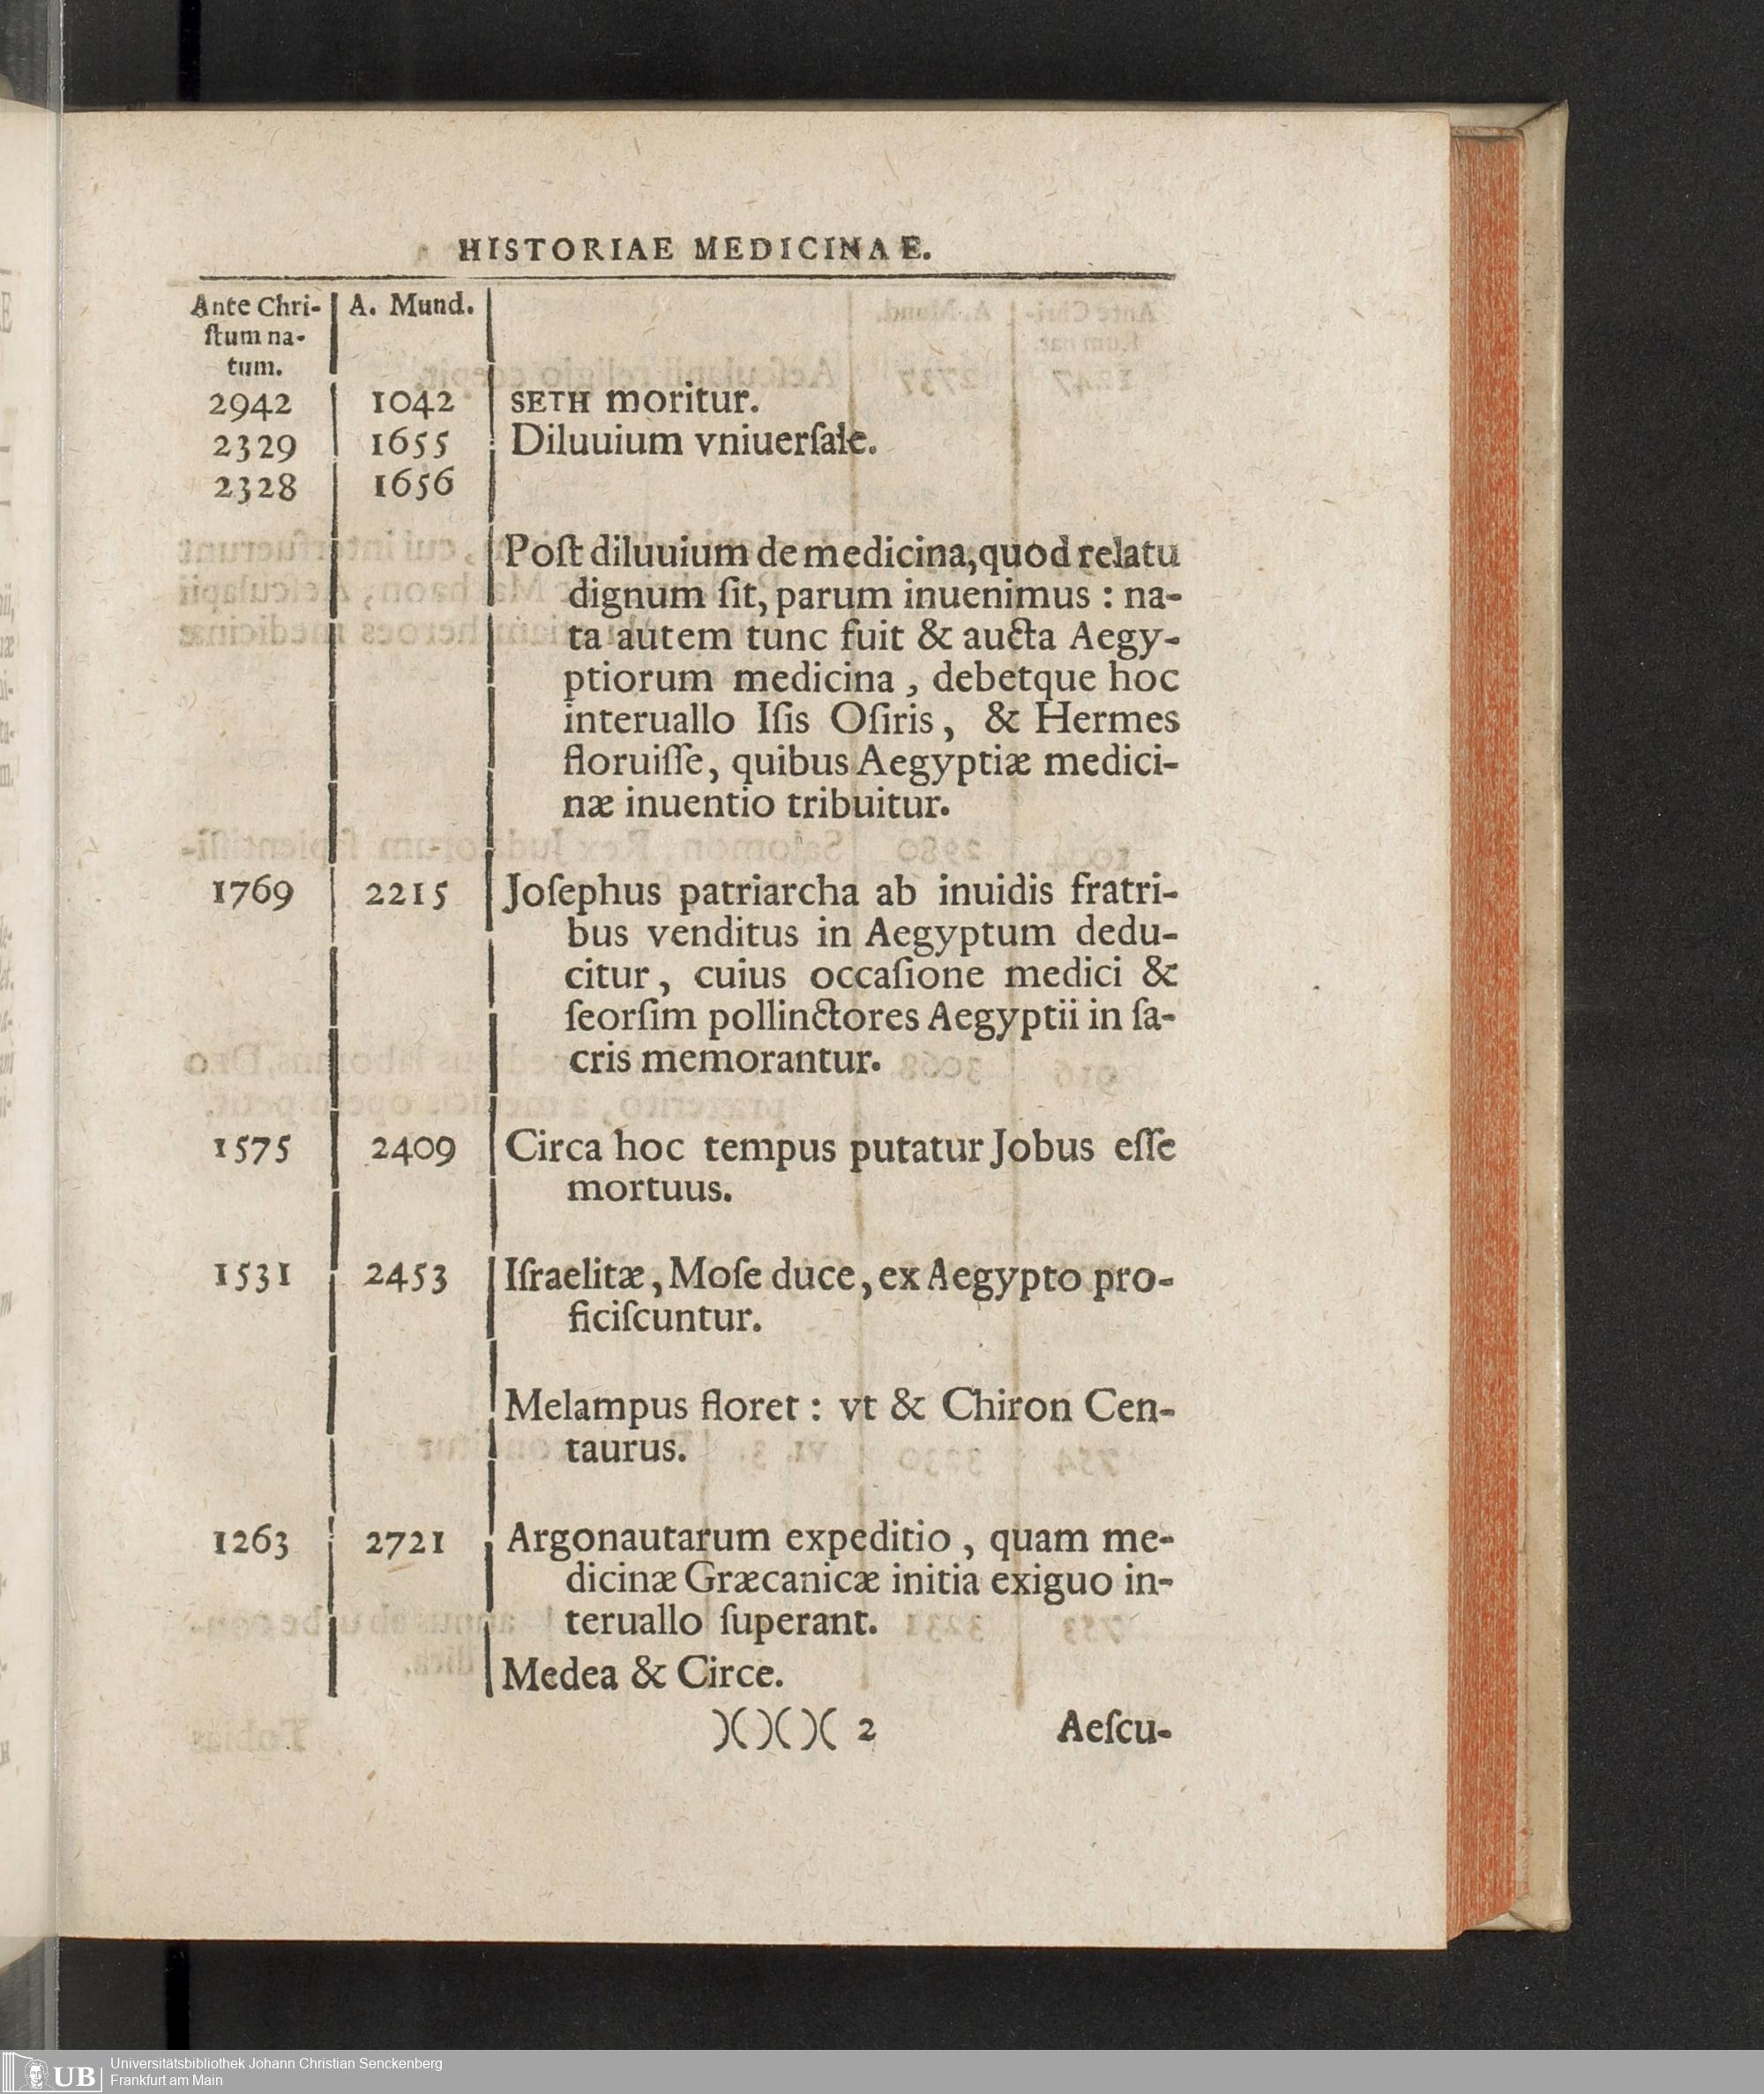 HISTORIAE MEDICINAE.
Ante Chri- A. Mund.
ſtum na-
tum.
2942 1042 SETH moritur.
2329 1655 Diluuium vniuerſale.
2328 1656
Poſt diluuium de medicina, quod relatu
dignum ſit, parum inuenimus : na-
ta autem tunc fuit & aucta Aegy-
ptiorum medicina , debetque hoc
interuallo Iſis Oſiris , & Hermes
floruiſſe, quibus Aegyptiæ medici-
næ inuentio tribuitur.
1769 2215 Joſephus patriarcha ab inuidis fratri-
bus venditus in Aegyptum dedu-
citur , cuius occaſione medici &
ſeorſim pollinctores Aegyptii in ſa-
cris memorantur.
1575 2409 Circa hoc tempus putatur Jobus eſſe
mortuus.
1531 2453 Iſraelitæ, Moſe duce, ex Aegypto pro-
ficiſcuntur.
Melampus floret : vt & Chiron Cen-
taurus.
1263 2721 Argonautarum expeditio , quam me-
dicinæ Græcanicæ initia exiguo in-
teruallo ſuperant.
Medea & Circe.
)( )( )( 2 Aeſcu-
UB Universitätsbibliothek Johann Christian Senckenberg
Frankfurt am Main